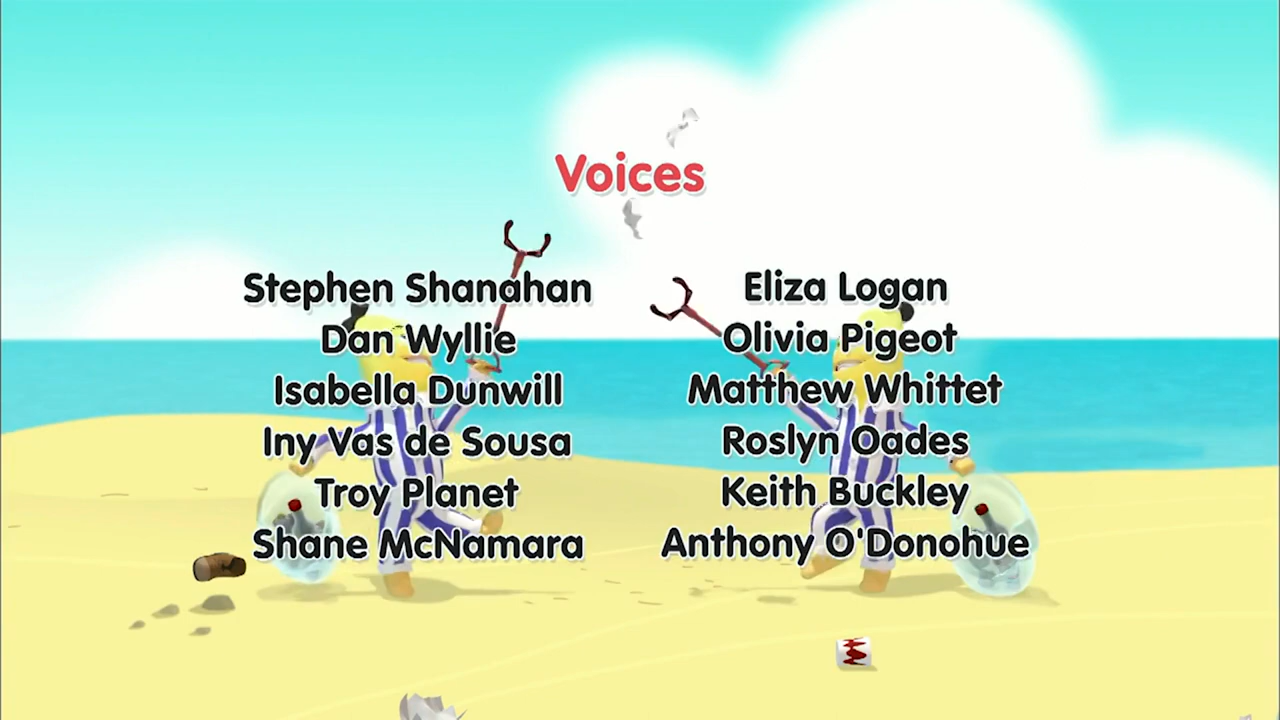 Voices
Stephen Shanahan
Dan Wyllie
Isabella Dunwill
Iny Vas de Sousa
Troy Planet
Shane McNamara
Eliza Logan
Olivia Pigeot
Matthew Whittet
Roslyn Oades
Keith Buckley
Anthony O'Donohue